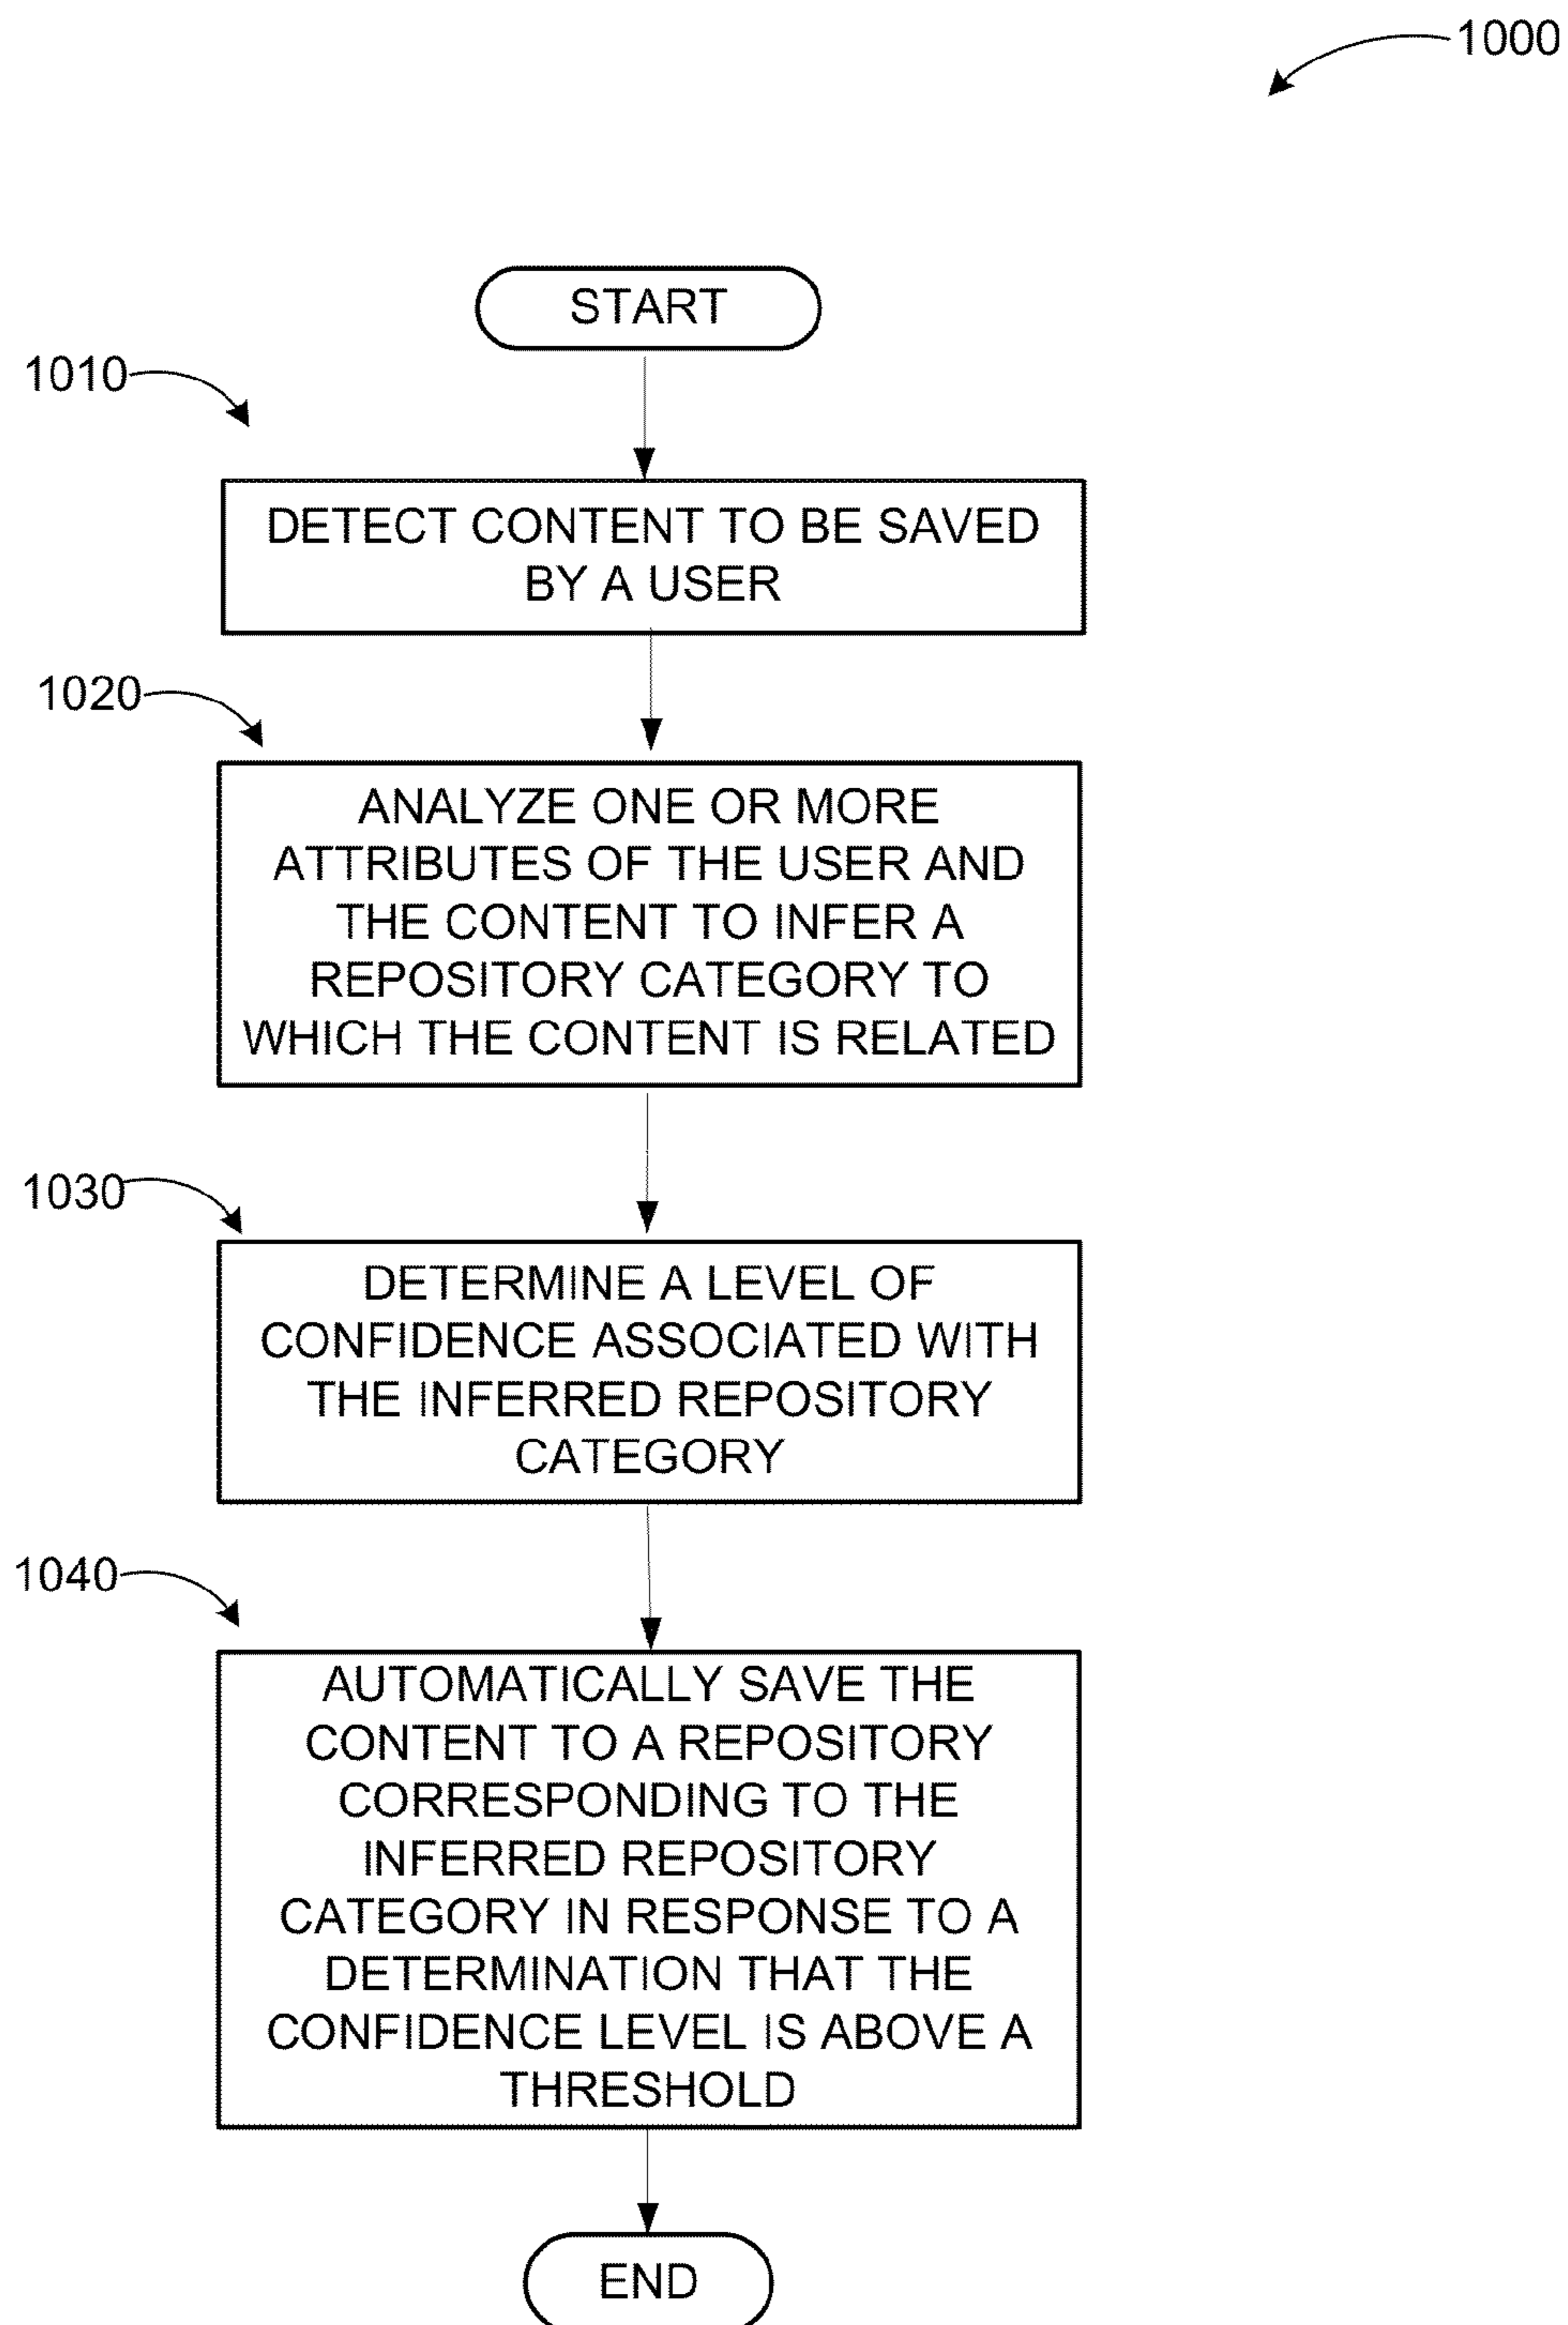 1000
START
1010
DETECT CONTENT TO BE SAVED
BY A USER
1020
ANALYZE ONE OR MORE
ATTRIBUTES OF THE USER AND
THE CONTENT TO INFER A
REPOSITORY CATEGORY TO
WHICH THE CONTENT IS RELATED
1030
DETERMINE A LEVEL OF
CONFIDENCE ASSOCIATED WITH
THE INFERRED REPOSITORY
CATEGORY
1040
AUTOMATICALLY SAVE THE
CONTENT TO A REPOSITORY
CORRESPONDING TO THE
INFERRED REPOSITORY
CATEGORY IN RESPONSE TO A
DETERMINATION THAT THE
CONFIDENCE LEVEL IS ABOVE A
THRESHOLD
END